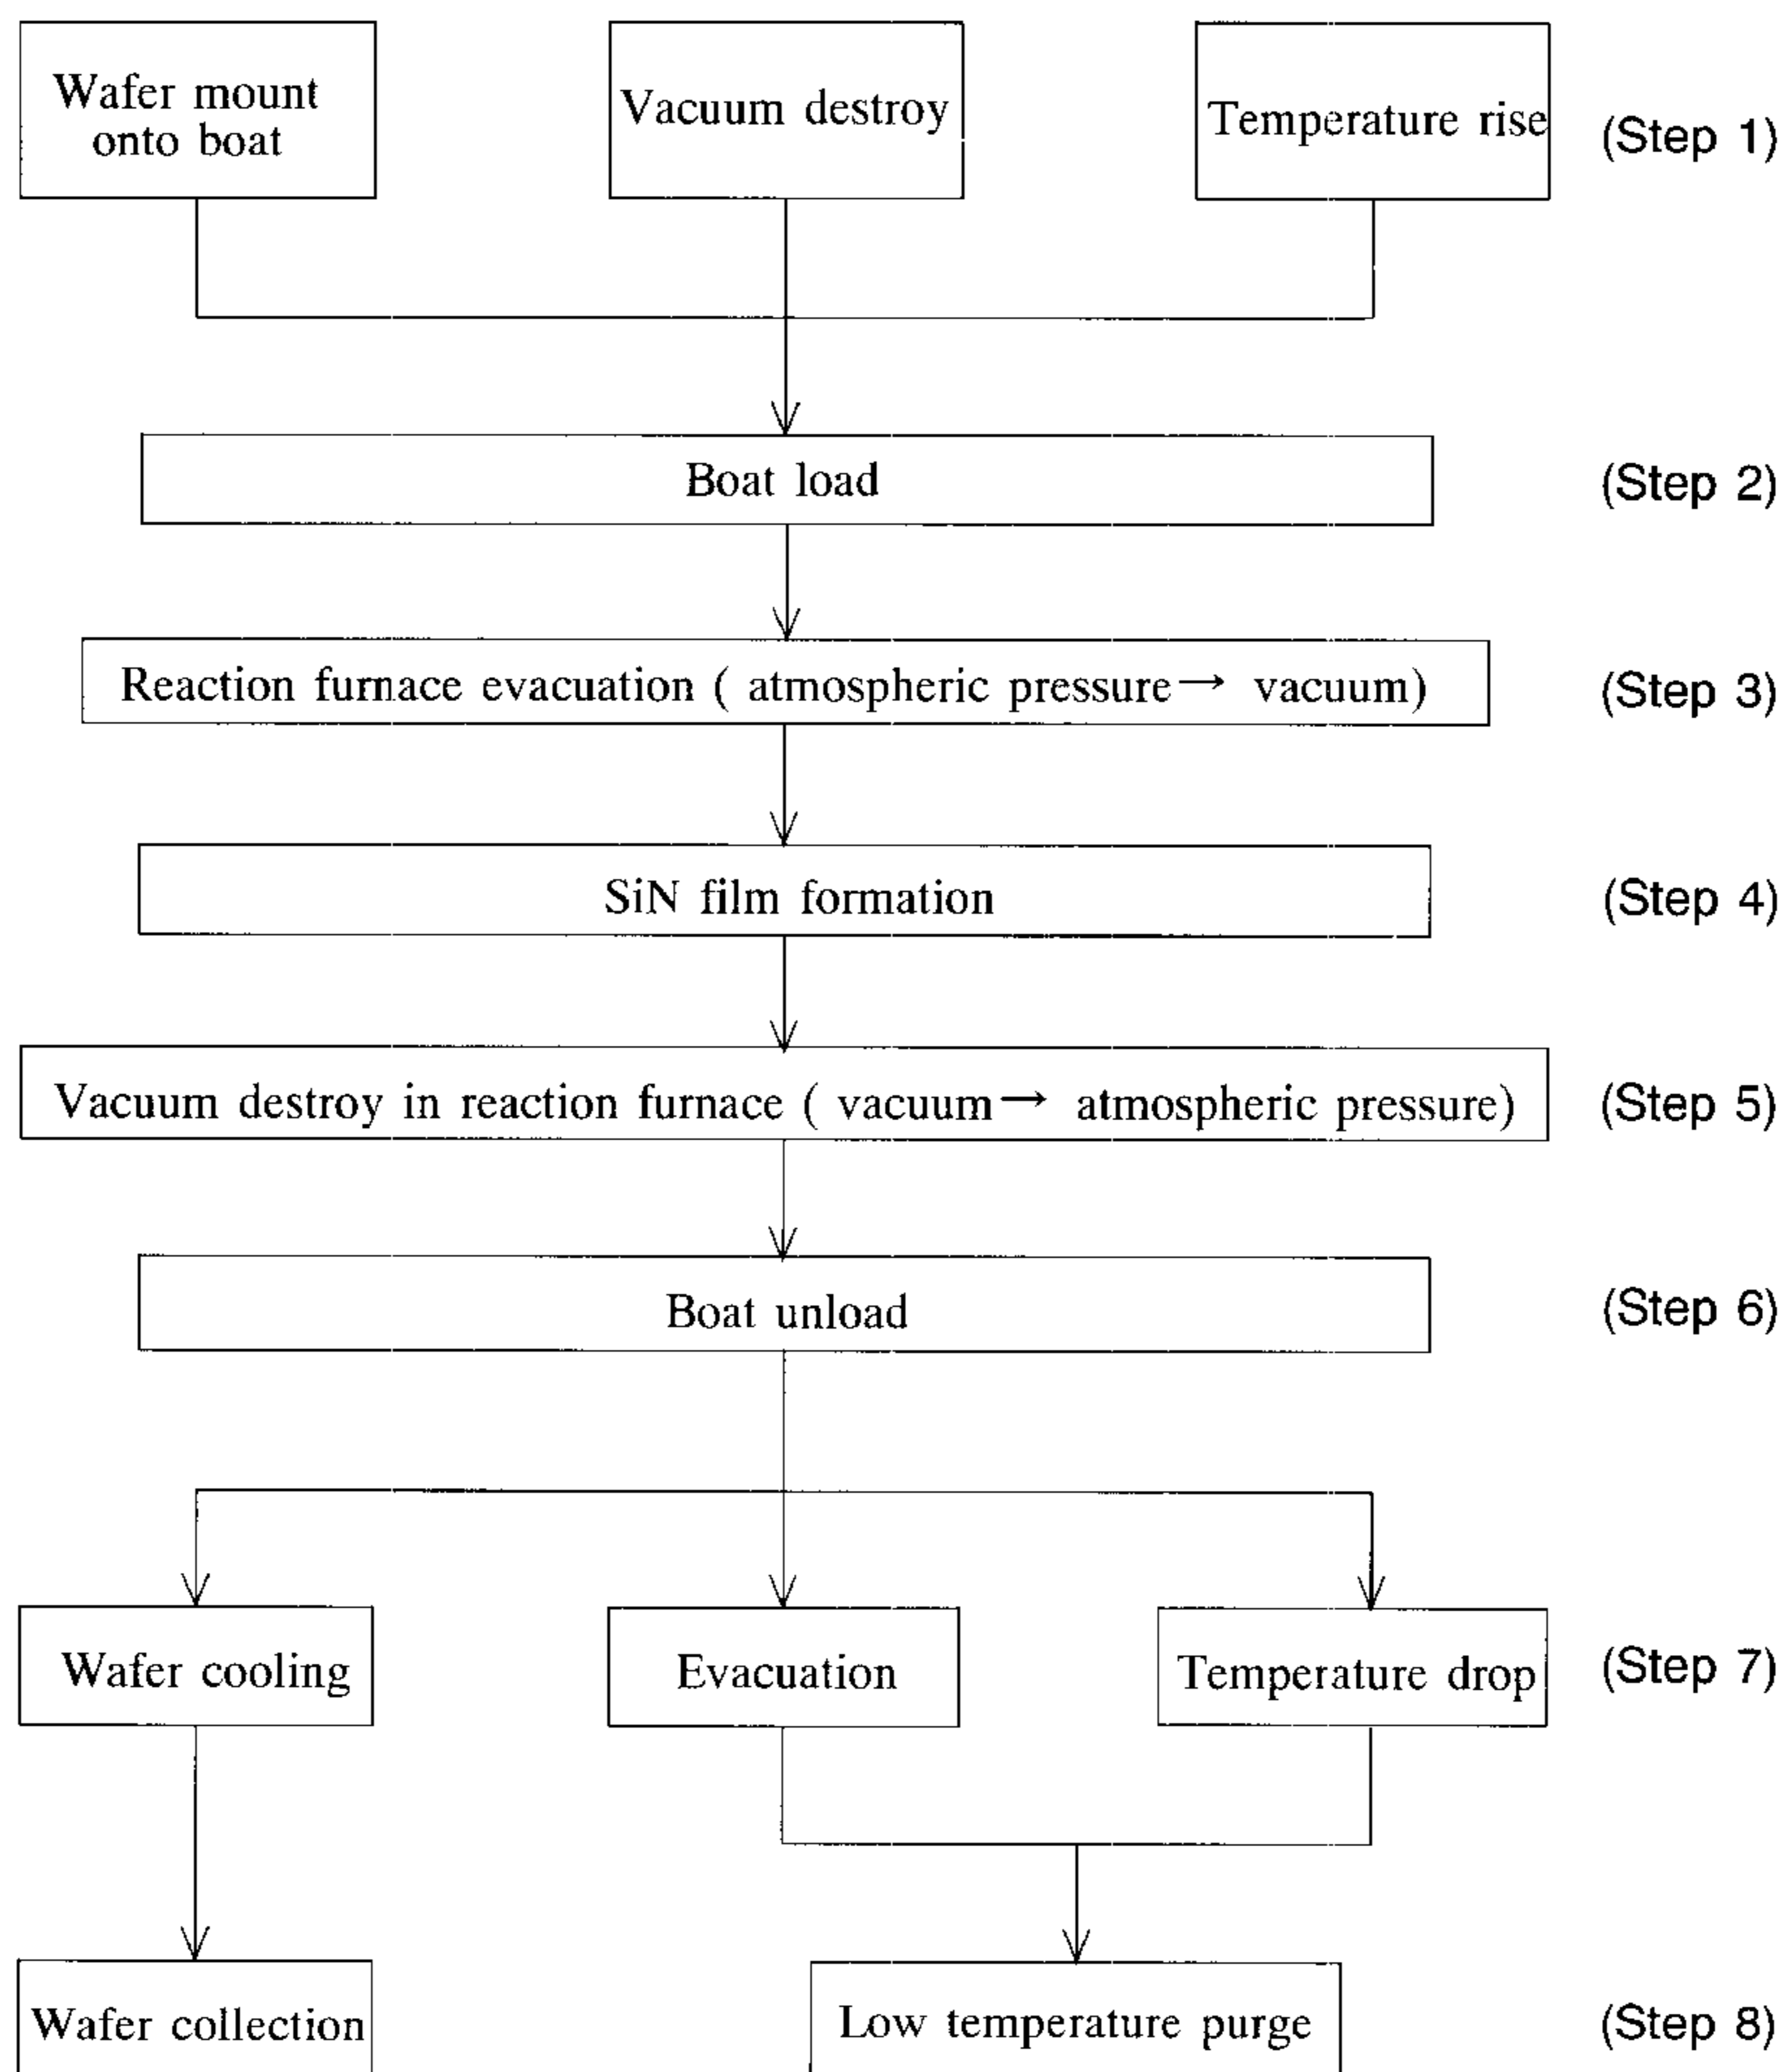 Wafer mount
onto boat
Vacuum destroy
Temperature rise
(Step 1)
Boat load
(Step 2)
Reaction furnace evacuation ( atmospheric pressure→ vacuum)
(Step 3)
SiN film formation
(Step 4)
Vacuum destroy in reaction furnace ( vacuum→ atmospheric pressure)
(Step 5)
Boat unload
(Step 6)
Wafer cooling
Evacuation
Temperature drop
(Step 7)
Wafer collection
Low temperature purge
(Step 8)